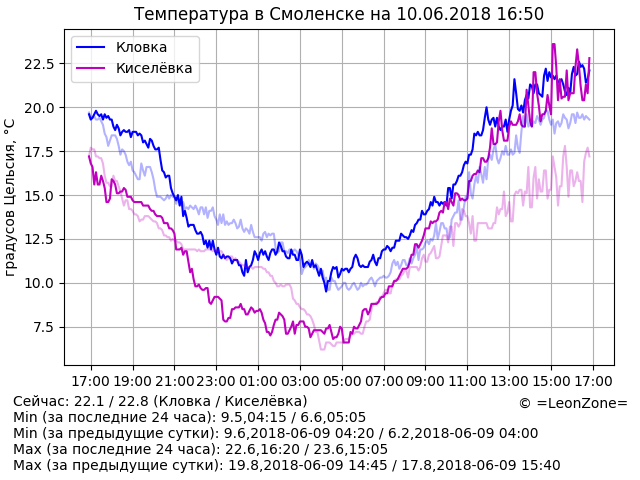 Температура в Смоленске на 10.06.2018 16:50
Кловка
Киселёвка
градусов Цельсия, °C
22.5
20.0
17.5
15.0
12.5
10.0
7.5
17:00 19:00 21:00 23:00 01:00 03:00 05:00 07:00 09:00 11:00 13:00 15:00 17:00
Сейчас: 22.1 / 22.8 (Кловка / Киселёвка)
© =LeonZone=
Min (за последние 24 часа): 9.5,04:15 / 6.6,05:05
Min (за предыдущие сутки): 9.6,2018-06-09 04:20 / 6.2,2018-06-09 04:00
Max (за последние 24 часа): 22.6,16:20 / 23.6,15:05
Max (за предыдущие сутки): 19.8,2018-06-09 14:45 / 17.8,2018-06-09 15:40